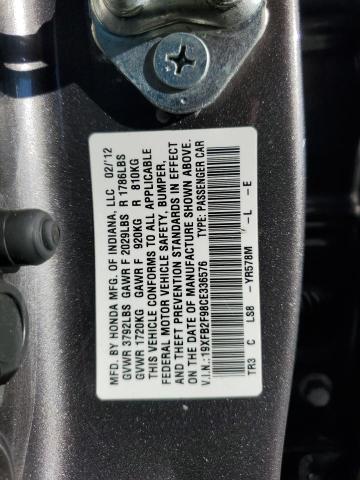 MFD. BY HONDA MFG. OF INDIANA, LLC 02/'12
GVWR 3792LBS GAWR F 2029LBS R 1786LBS
GVWR 1720KG GAWR F 920KG R 810KG
THIS VEHICLE CONFORMS TO ALL APPLICABLE
FEDERAL MOTOR VEHICLE SAFETY, BUMPER,
AND THEFT PREVENTION STANDARDS IN EFFECT
ON THE DATE OF MANUFACTURE SHOWN ABOVE.
V.I.N.:19XFB2F98CE336576 TYPE: PASSENGER CAR
TR3 C LS8 -YR578M '-L -E